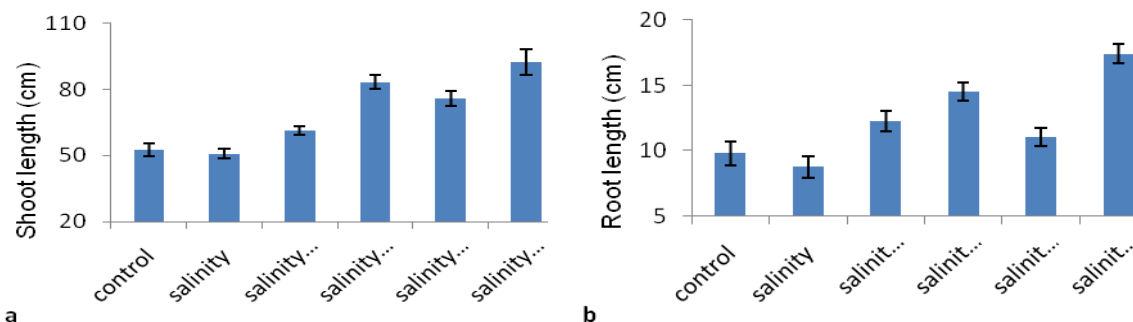 Shoot length (cm)
110
80
50
20
control
salinity
salinity...
salinity...
salinity...
salinity...
a
Root length (cm)
20
15
10
5
control
salinity
salinit...
salinit...
salinit...
salinit...
b